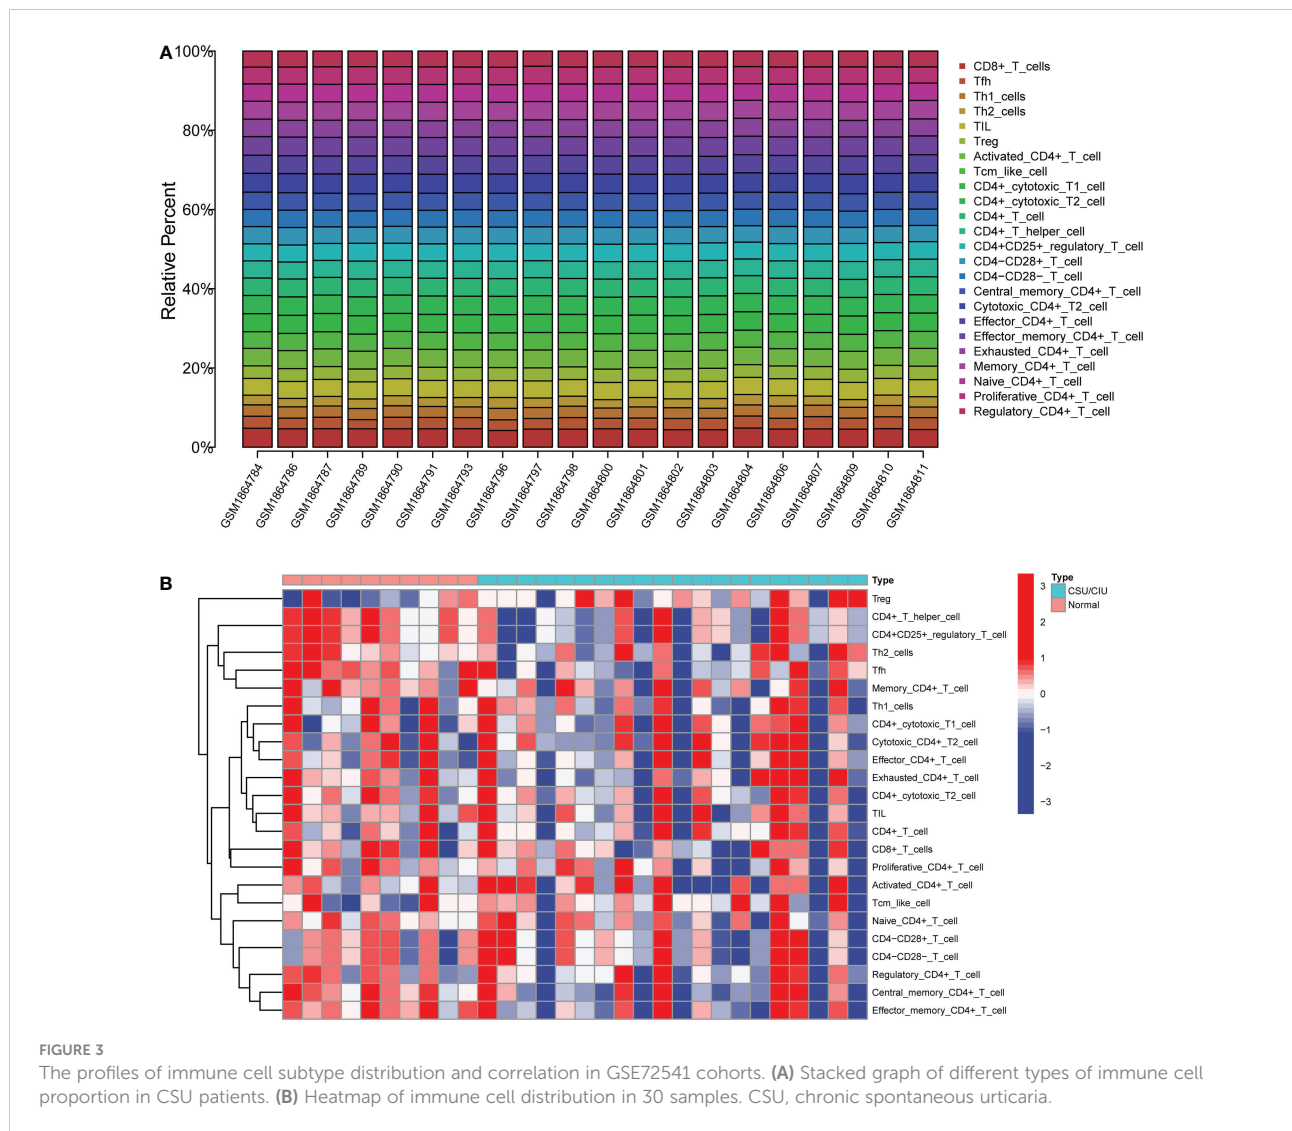 A
100%
80%
60%
40%
20%
0%
Relative Percent
GSM1864784
GSM1864786
GSM1864787
GSM1864789
GSM1864790
GSM1864791
GSM1864793
GSM1864796
GSM1864797
GSM1864798
GSM1864800
GSM1864801
GSM1864802
GSM1864803
GSM1864804
GSM1864806
GSM1864807
GSM1864809
GSM1864810
GSM1864811
CD8+_T_cells
Tfh
Th1_cells
Th2_cells
TIL
Treg
Activated_CD4+_T_cell
Tcm_like_cell
CD4+_cytotoxic_T1_cell
CD4+_cytotoxic_T2_cell
CD4+_T_cell
CD4+_T_helper_cell
CD4+CD25+_regulatory_T_cell
CD4−CD28+_T_cell
CD4−CD28−_T_cell
Central_memory_CD4+_T_cell
Cytotoxic_CD4+_T2_cell
Effector_CD4+_T_cell
Effector_memory_CD4+_T_cell
Exhausted_CD4+_T_cell
Memory_CD4+_T_cell
Naive_CD4+_T_cell
Proliferative_CD4+_T_cell
Regulatory_CD4+_T_cell
B
Type
Treg
CD4+_T_helper_cell
CD4+CD25+_regulatory_T_cell
Th2_cells
Tfh
Memory_CD4+_T_cell
Th1_cells
CD4+_cytotoxic_T1_cell
Cytotoxic_CD4+_T2_cell
Effector_CD4+_T_cell
Exhausted_CD4+_T_cell
CD4+_cytotoxic_T2_cell
TIL
CD4+_T_cell
CD8+_T_cells
Proliferative_CD4+_T_cell
Activated_CD4+_T_cell
Tcm_like_cell
Naive_CD4+_T_cell
CD4−CD28+_T_cell
CD4−CD28−_T_cell
Regulatory_CD4+_T_cell
Central_memory_CD4+_T_cell
Effector_memory_CD4+_T_cell
3
2
1
0
−1
−2
−3
Type
CSU/CIU
Normal
FIGURE 3
The profiles of immune cell subtype distribution and correlation in GSE72541 cohorts. (A) Stacked graph of different types of immune cell
proportion in CSU patients. (B) Heatmap of immune cell distribution in 30 samples. CSU, chronic spontaneous urticaria.